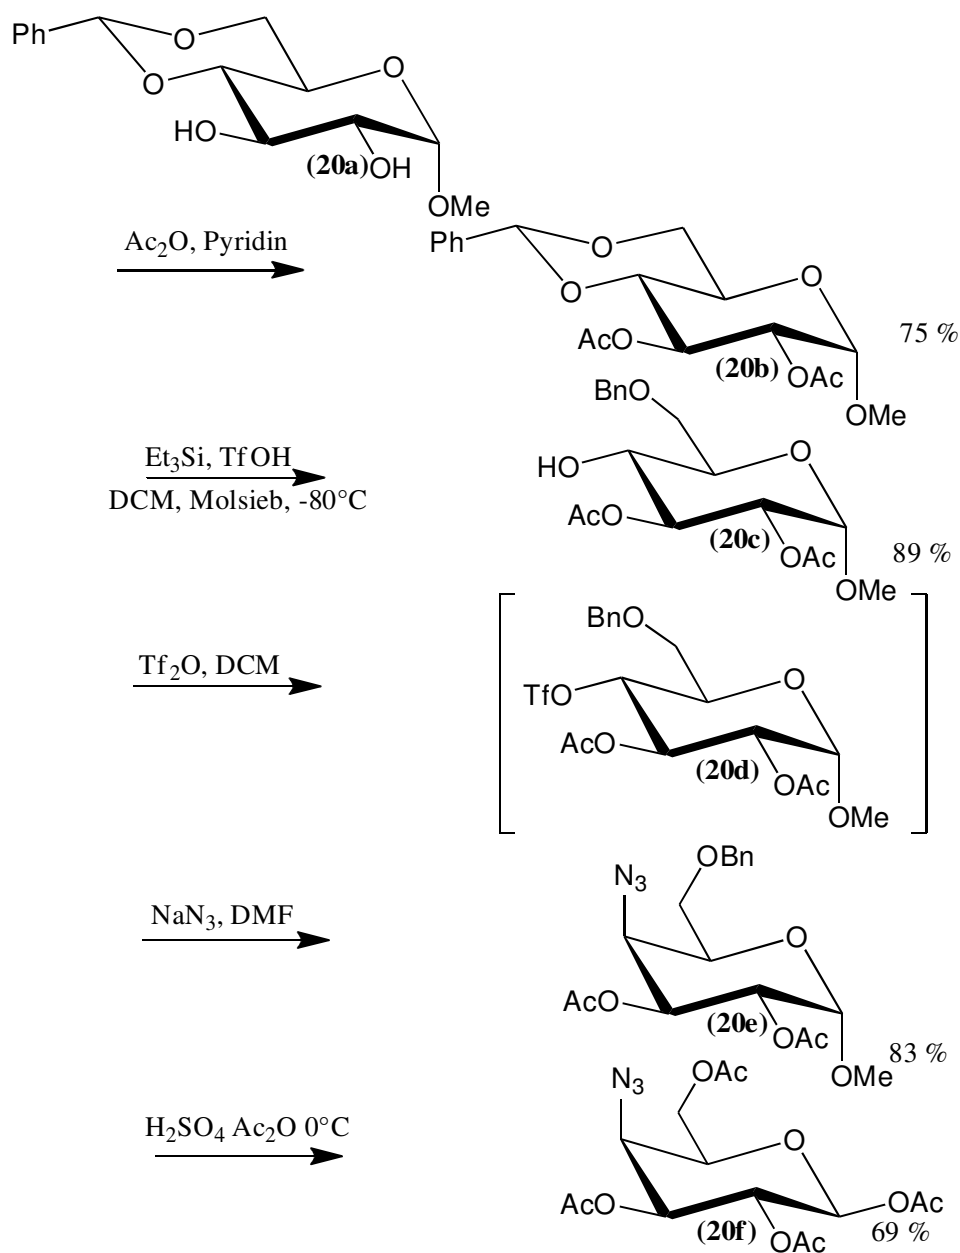 Ph
O
O
O
HO
(20a)
OH
OMe
Ac₂O, Pyridin
Ph
O
O
O
AcO
(20b)
OAc
75 %
OMe
BnO
Et₃Si, TfOH
DCM, Molsieb, -80°C
HO
O
AcO
(20c)
OAc
89 %
OMe
BnO
Tf₂O, DCM
TfO
O
AcO
(20d)
OAc
OMe
OBn
N₃
NaN₃, DMF
O
AcO
(20e)
OAc
83 %
OMe
OAc
N₃
H₂SO₄ Ac₂O 0°C
O
AcO
(20f)
OAc
OAc
69 %